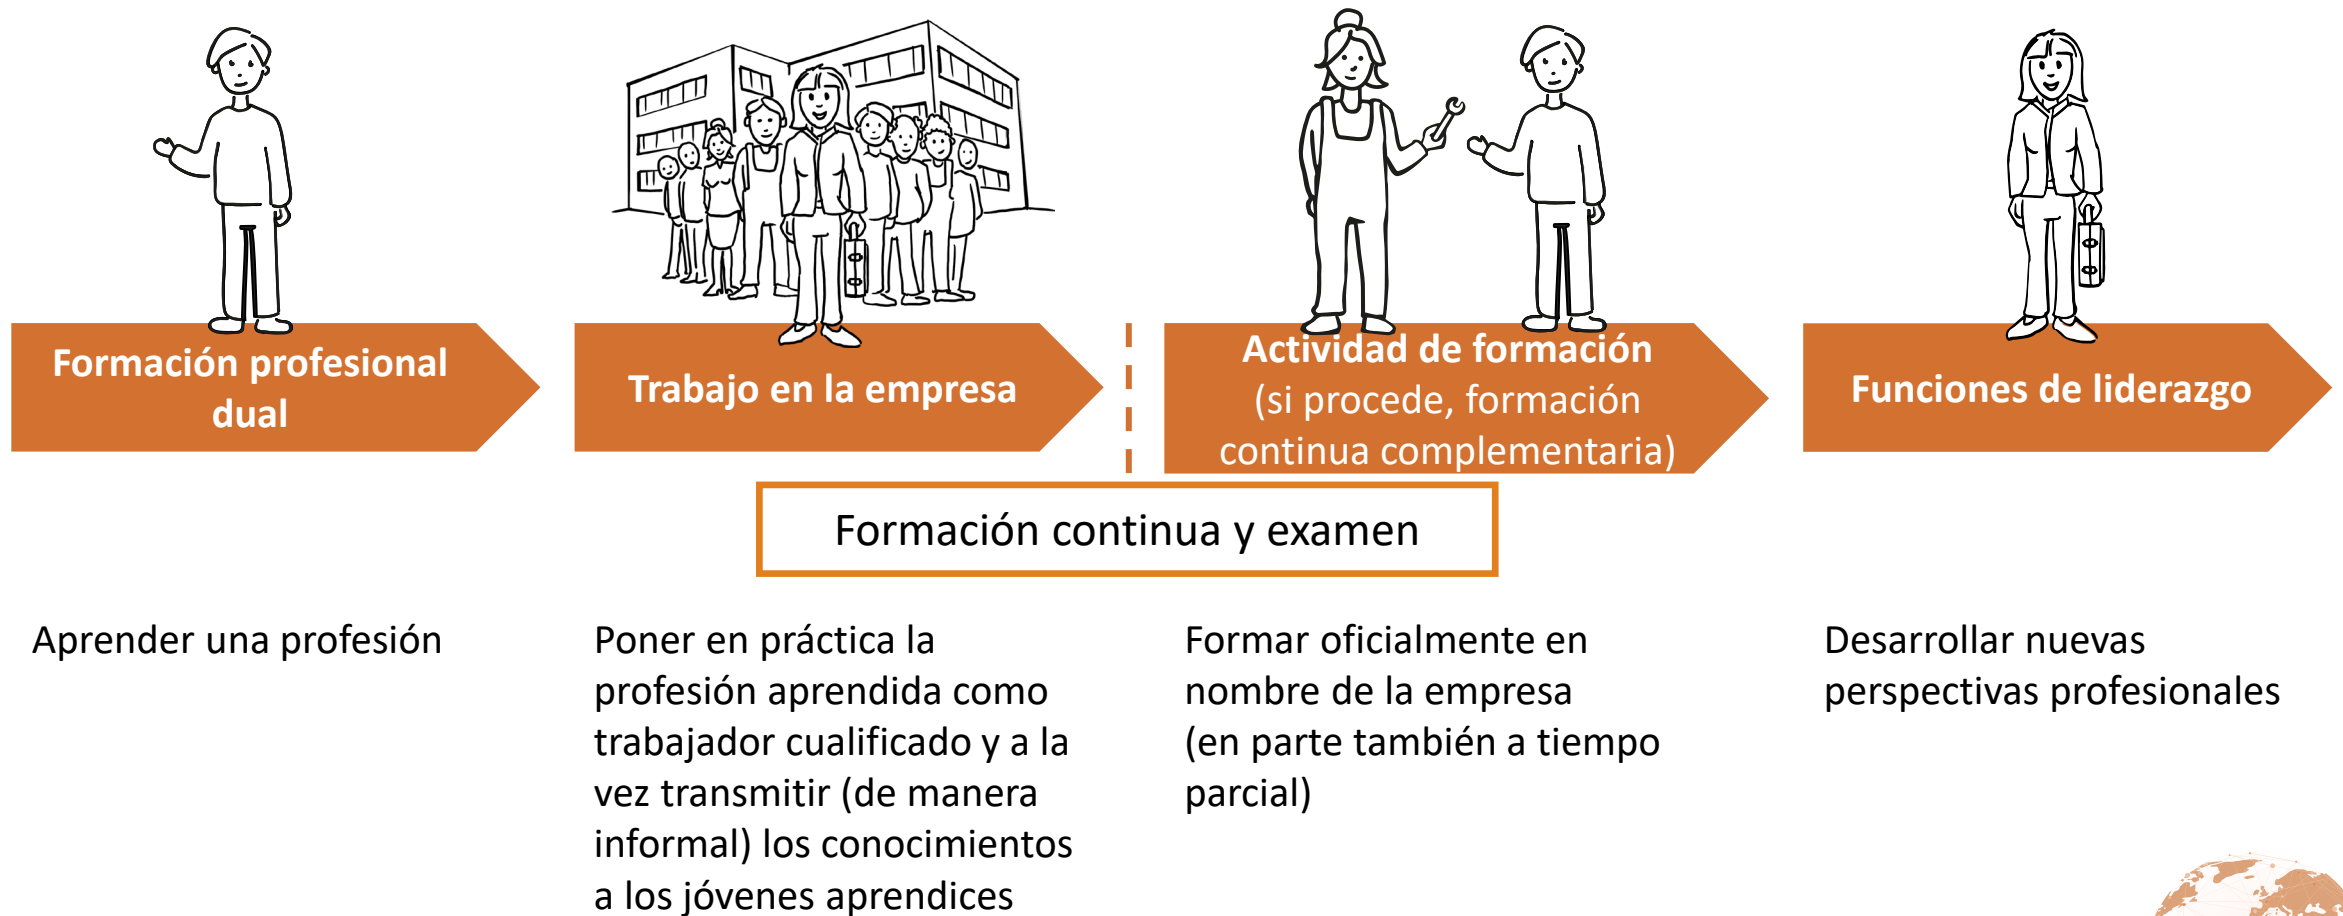 Formación profesional
dual
Trabajo en la empresa
Actividad de formación
(si procede, formación
continua complementaria)
Funciones de liderazgo
Formación continua y examen
Aprender una profesión
Poner en práctica la
profesión aprendida como
trabajador cualificado y a la
vez transmitir (de manera
informal) los conocimientos
a los jóvenes aprendices
Formar oficialmente en
nombre de la empresa
(en parte también a tiempo
parcial)
Desarrollar nuevas
perspectivas profesionales